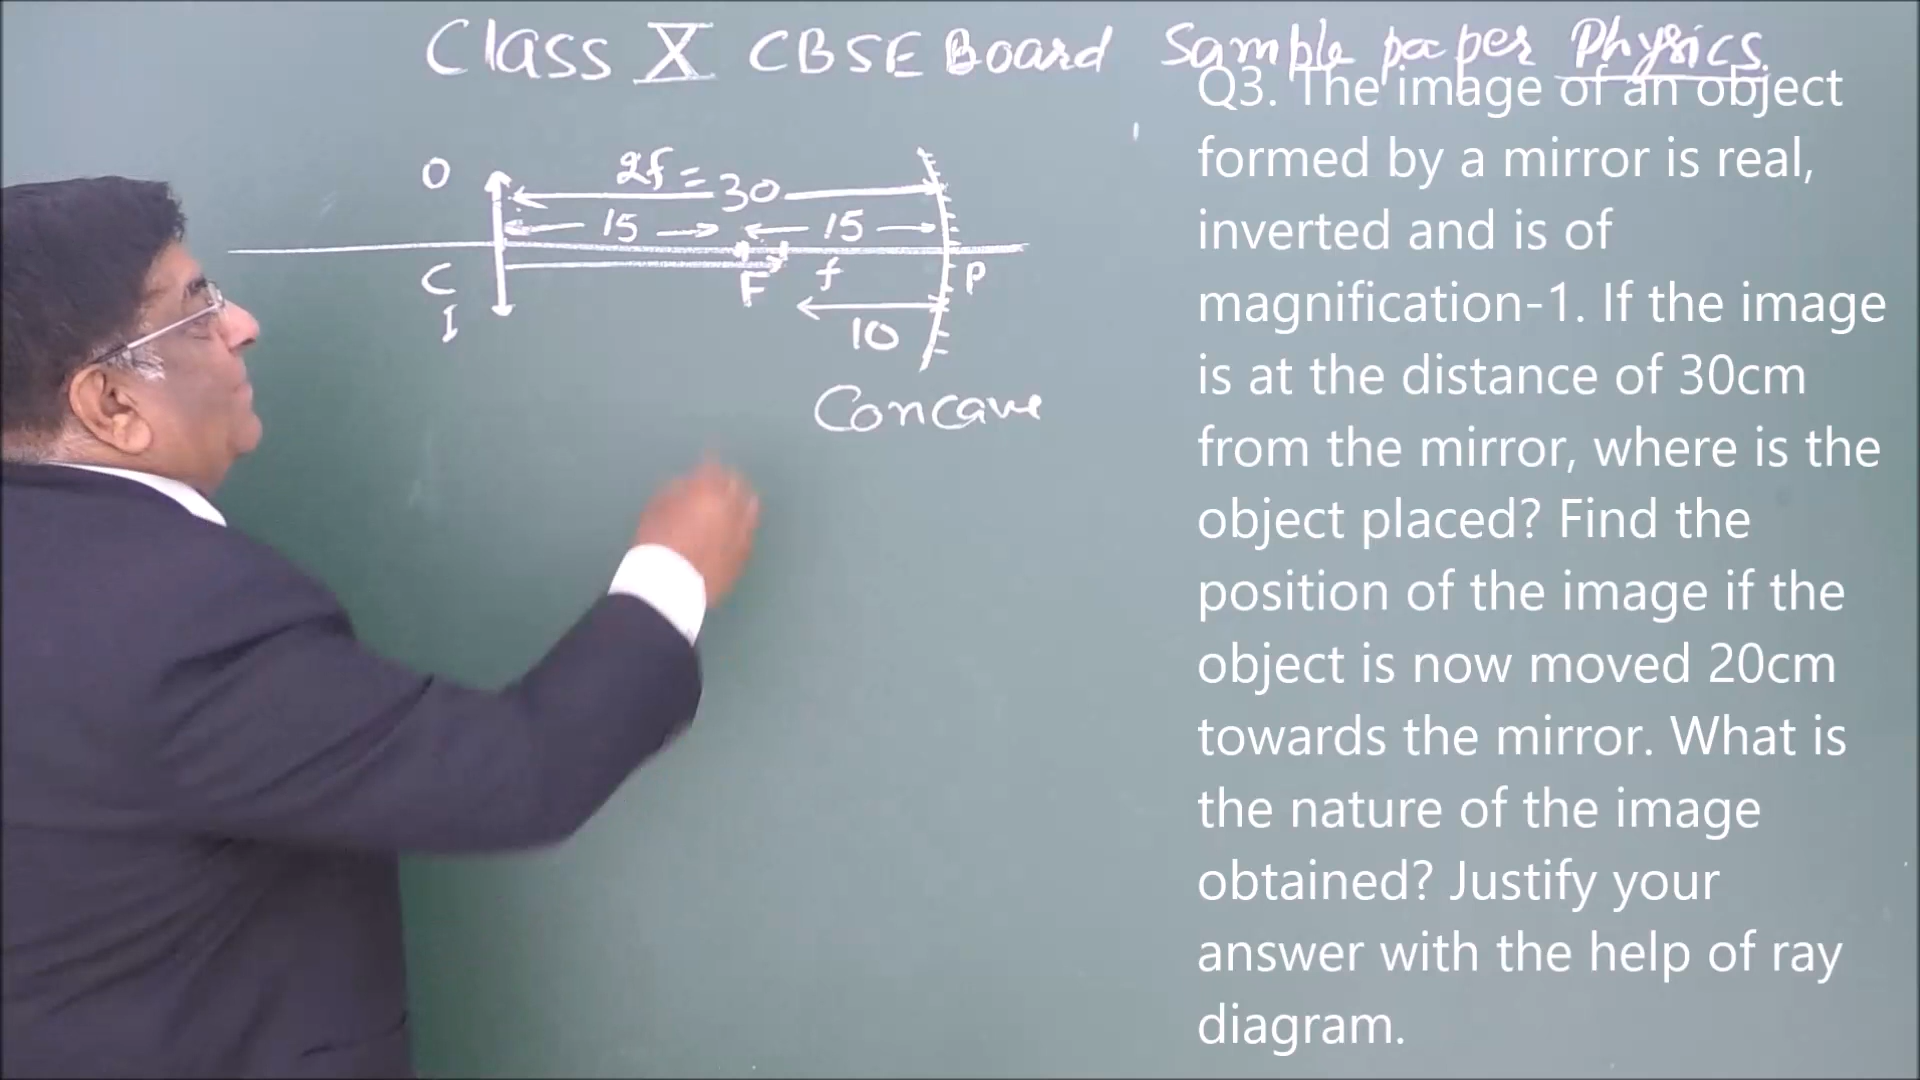 Class X CBSE Board Sample paper Physics.
Q3. The image of an object
formed by a mirror is real,
inverted and is of
magnification-1. If the image
is at the distance of 30cm
from the mirror, where is the
object placed? Find the
position of the image if the
object is now moved 20cm
towards the mirror. What is
the nature of the image
obtained? Justify your
answer with the help of ray
diagram.
O
2f = 30
15
15
C
F
f
P
I
10
Concave